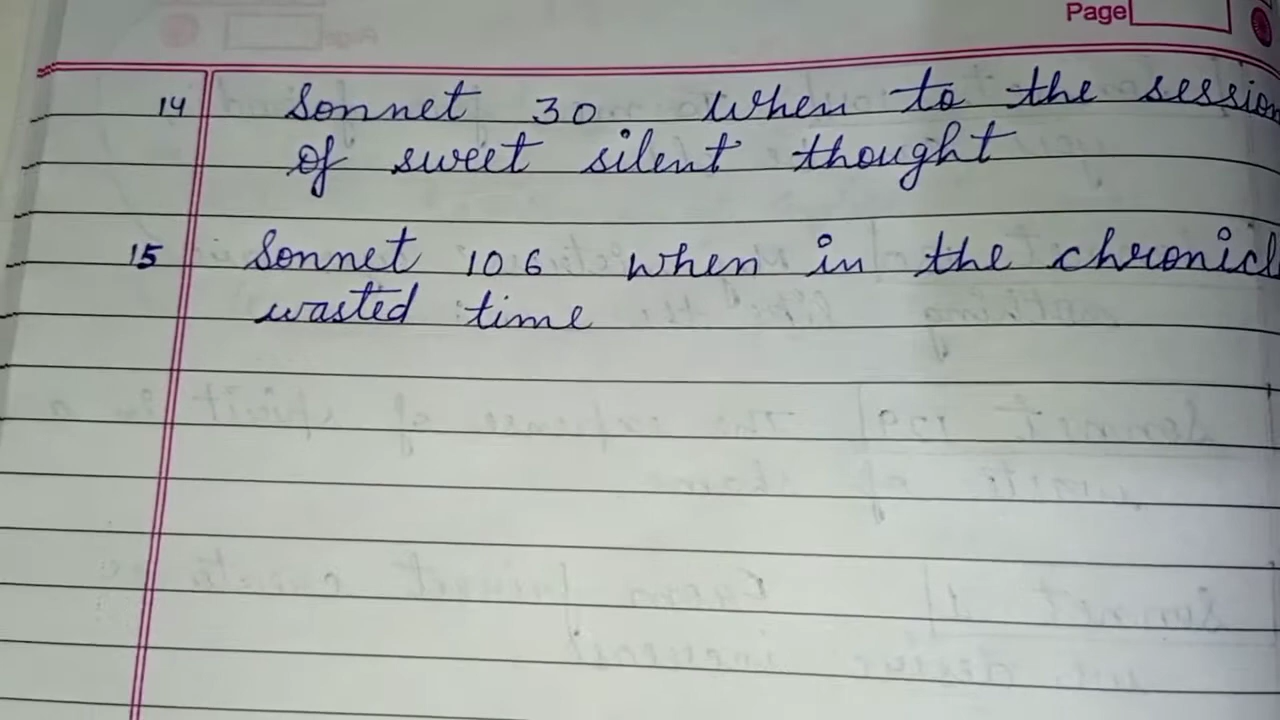 Page
14 Sonnet 30 when to the session
of sweet silent thought
15 Sonnet 106 when in the chronicl
wasted time